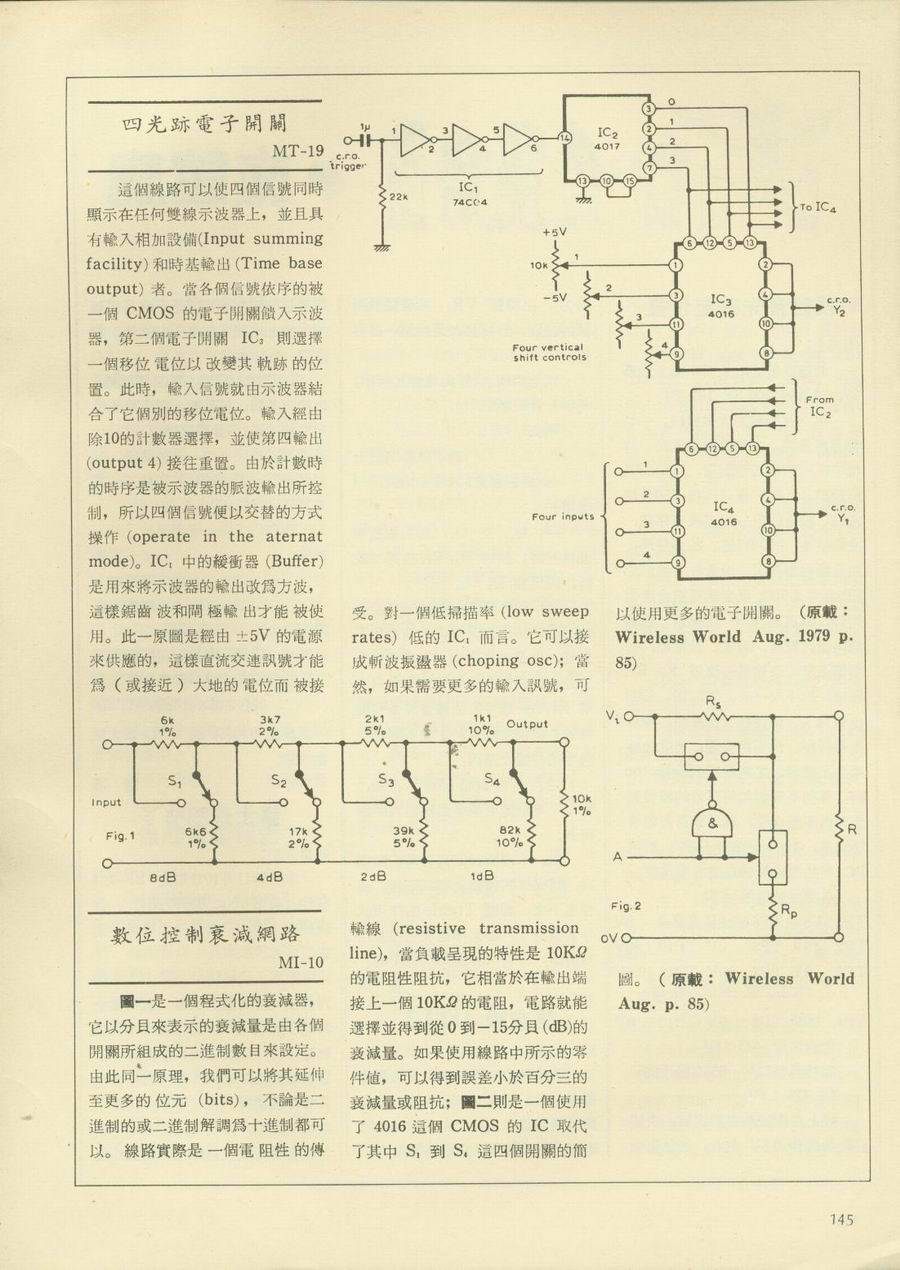 四光跡電子開關
MT-19
這個線路可以使四個信號同時
顯示在任何雙線示波器上，並且具
有輸入相加設備(Input summing
facility) 和時基輸出 (Time base
output) 者。當各個信號依序的被
一個 CMOS 的電子開關饋入示波
器，第二個電子開關 IC₃ 則選擇
一個移位 電位以 改變其 軌跡 的位
置。此時，輸入信號就由示波器結
合了它個別的移位電位。輸入經由
除10的計數器選擇，並使第四輸出
(output 4) 接往重置。由於計數時
的時序是被示波器的脈波輸出所控
制，所以四個信號便以交替的方式
操作 (operate in the aternat
mode)。IC₁ 中的緩衝器 (Buffer)
是用來將示波器的輸出改爲方波，
這樣鋸齒 波和閘 極輸 出才能 被使
用。此一原圖是經由 ±5V 的電源
來供應的，這樣直流交連訊號才能
爲（或接近）大地的 電位而 被接
受。對一個低掃描率 (low sweep
rates) 低的 IC₁ 而言。它可以接
成斬波振盪器 (choping osc)；當
然，如果需要更多的輸入訊號，可
以使用更多的電子開關。（原載：
Wireless World Aug. 1979 p.
85)
1μ
c.r.o.
trigger
22k
1
2
3
4
5
6
IC₁
74C04
14
IC₂
4017
3
2
4
7
13
10
15
0
1
2
3
To IC₄
+5V
10k
−5V
1
2
3
4
Four vertical
shift controls
6
12
5
13
1
3
11
9
IC₃
4016
2
4
10
8
c.r.o.
Y₂
From
IC₂
6
12
5
13
Four inputs
1
2
3
4
1
3
11
9
IC₄
4016
2
4
10
8
c.r.o.
Y₁
6k
1%
3k7
2%
2k1
5%
1k1
10%
Output
S₁
S₂
S₃
S₄
Input
10k
1%
Fig.1
6k6
1%
17k
2%
39k
5%
82k
10%
8dB
4dB
2dB
1dB
Rs
V₁
&
A
R
Rp
Fig.2
0V
數位控制衰減網路
MI-10
圖一是一個程式化的衰減器，
它以分貝來表示的衰減量是由各個
開關所組成的二進制數目來設定。
由此同一原理，我們可以將其延伸
至更多的 位元 (bits)， 不論是二
進制的或二進制解調爲十進制都可
以。 線路實際是 一個電 阻性 的傳
輸線 (resistive transmission
line)，當負載呈現的特性是 10KΩ
的電阻性阻抗，它相當於在輸出端
接上一個 10KΩ 的電阻，電路就能
選擇並得到從 0 到−15分貝 (dB)的
衰減量。如果使用線路中所示的零
件值，可以得到誤差小於百分三的
衰減量或阻抗；圖二則是一個使用
了 4016 這個 CMOS 的 IC 取代
了其中 S₁ 到 S₄ 這四個開關的簡
圖。（原載： Wireless World
Aug. p. 85)
145